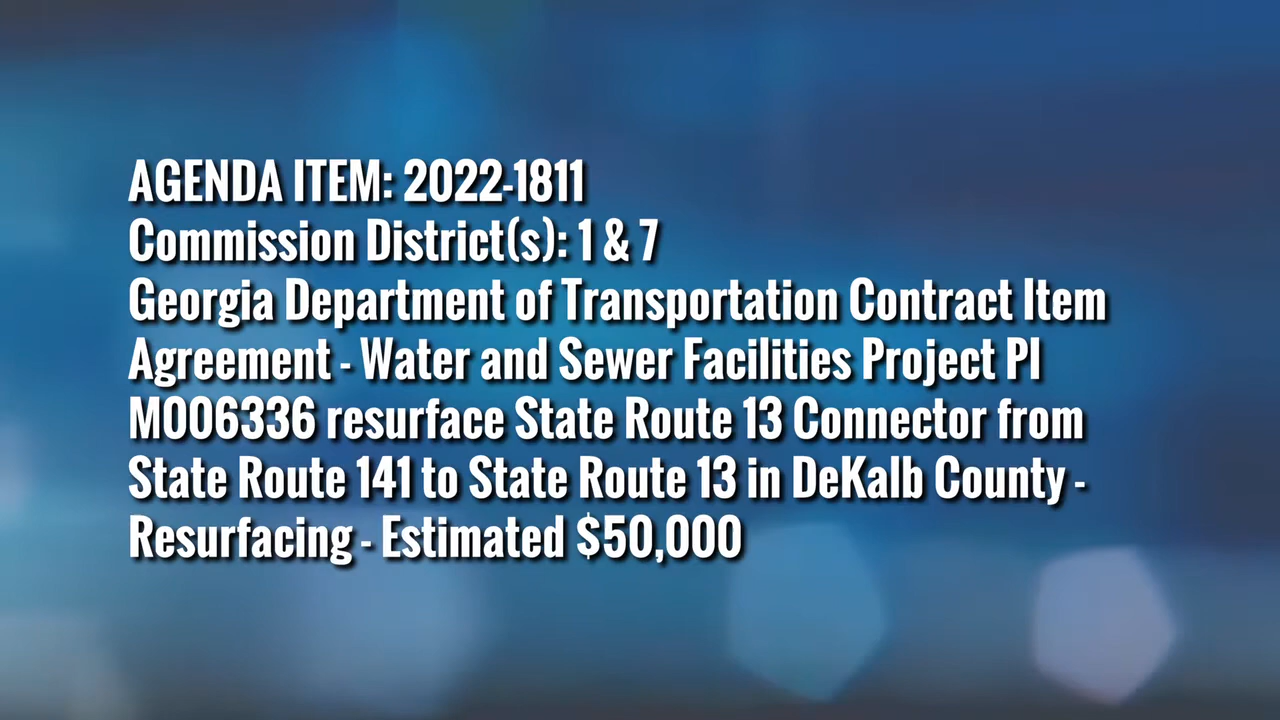 AGENDA ITEM: 2022-1811
Commission District(s): 1 & 7
Georgia Department of Transportation Contract Item
Agreement - Water and Sewer Facilities Project PI
M006336 resurface State Route 13 Connector from
State Route 141 to State Route 13 in DeKalb County -
Resurfacing - Estimated $50,000